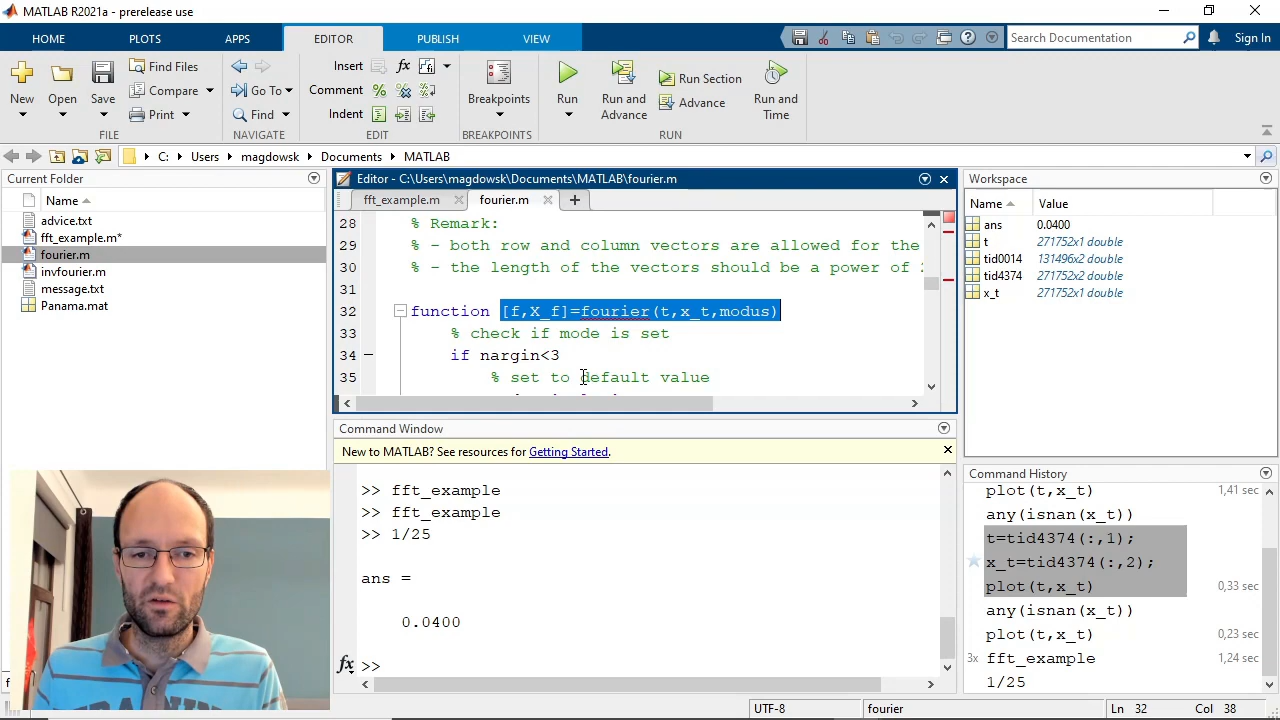 MATLAB R2021a - prerelease use
HOME PLOTS APPS EDITOR PUBLISH VIEW Search Documentation Sign In
New Open Save Find Files Compare Print
Go To Find
Insert fx
Comment
Indent
Breakpoints
Run Run and Advance Run Section Advance Run and Time
FILE NAVIGATE EDIT BREAKPOINTS RUN
C: Users magdowsk Documents MATLAB
Current Folder
Name
advice.txt
fft_example.m*
fourier.m
invfourier.m
message.txt
Panama.mat
Editor - C:\Users\magdowsk\Documents\MATLAB\fourier.m
fft_example.m fourier.m
28 % Remark:
29 % - both row and column vectors are allowed for the
30 % - the length of the vectors should be a power of 2
31
32 function [f,X_f]=fourier(t,x_t,modus)
33 % check if mode is set
34 if nargin<3
35 % set to default value
Command Window
New to MATLAB? See resources for Getting Started.
>> fft_example
>> fft_example
>> 1/25
ans =
0.0400
fx >>
Workspace
Name Value
ans 0.0400
t 271752x1 double
tid0014 131496x2 double
tid4374 271752x2 double
x_t 271752x1 double
Command History
plot(t,x_t) 1,41 sec
any(isnan(x_t))
t=tid4374(:,1);
x_t=tid4374(:,2);
plot(t,x_t) 0,33 sec
any(isnan(x_t))
plot(t,x_t) 0,23 sec
3x fft_example 1,24 sec
1/25
UTF-8 fourier Ln 32 Col 38